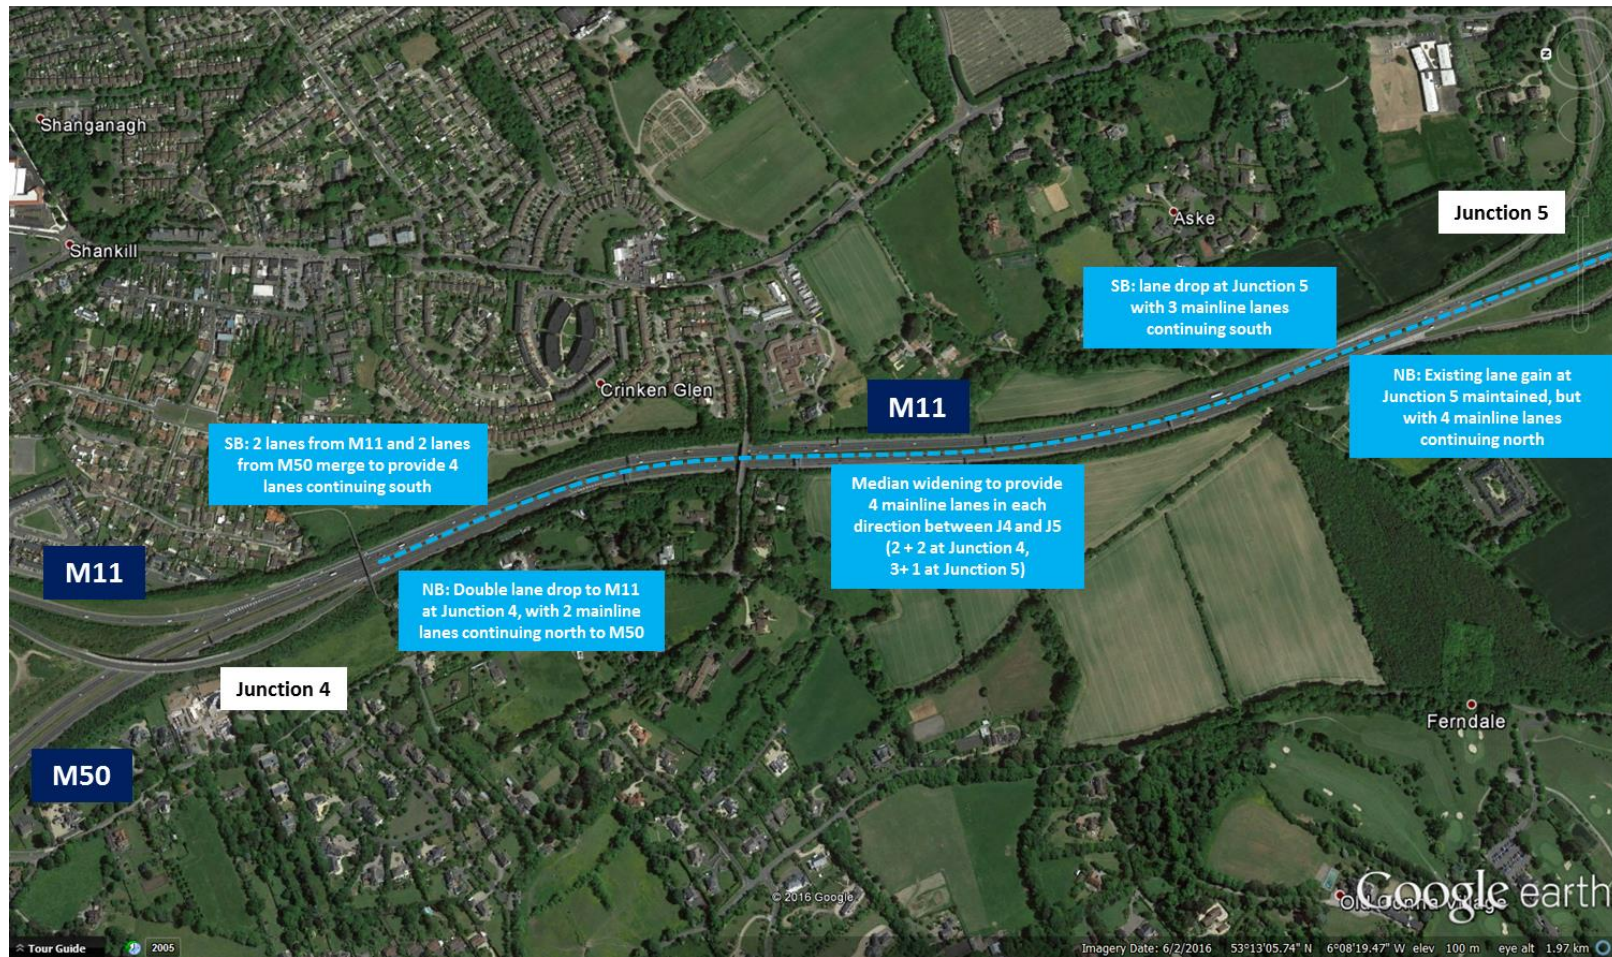 Shanganagh
Shankill
Aske
Junction 5
SB: lane drop at Junction 5
with 3 mainline lanes
continuing south
Crinken Glen
M11
NB: Existing lane gain at
Junction 5 maintained, but
with 4 mainline lanes
continuing north
SB: 2 lanes from M11 and 2 lanes
from M50 merge to provide 4
lanes continuing south
Median widening to provide
4 mainline lanes in each
direction between J4 and J5
(2 + 2 at Junction 4,
3+ 1 at Junction 5)
M11
NB: Double lane drop to M11
at Junction 4, with 2 mainline
lanes continuing north to M50
Junction 4
Ferndale
M50
© 2016 Google
Google earth
Old Conna Village
Tour Guide
2005
Imagery Date: 6/2/2016 53°13'05.74" N 6°08'19.47" W elev 100 m eye alt 1.97 km
N